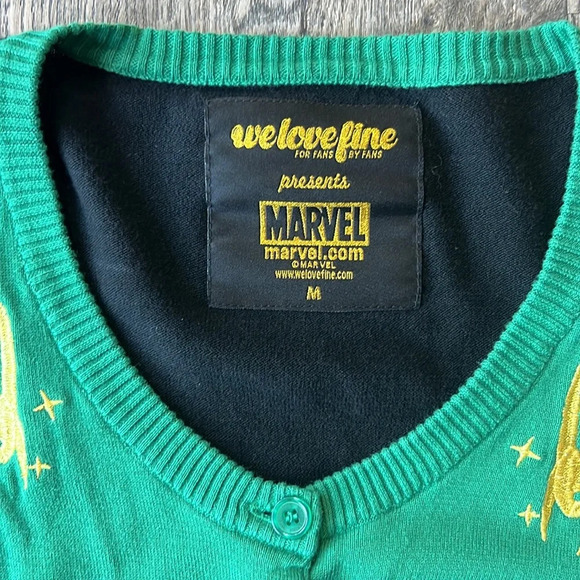 welovefine
FOR FANS BY FANS
presents
MARVEL
marvel.com
© MARVEL
www.welovefine.com
M